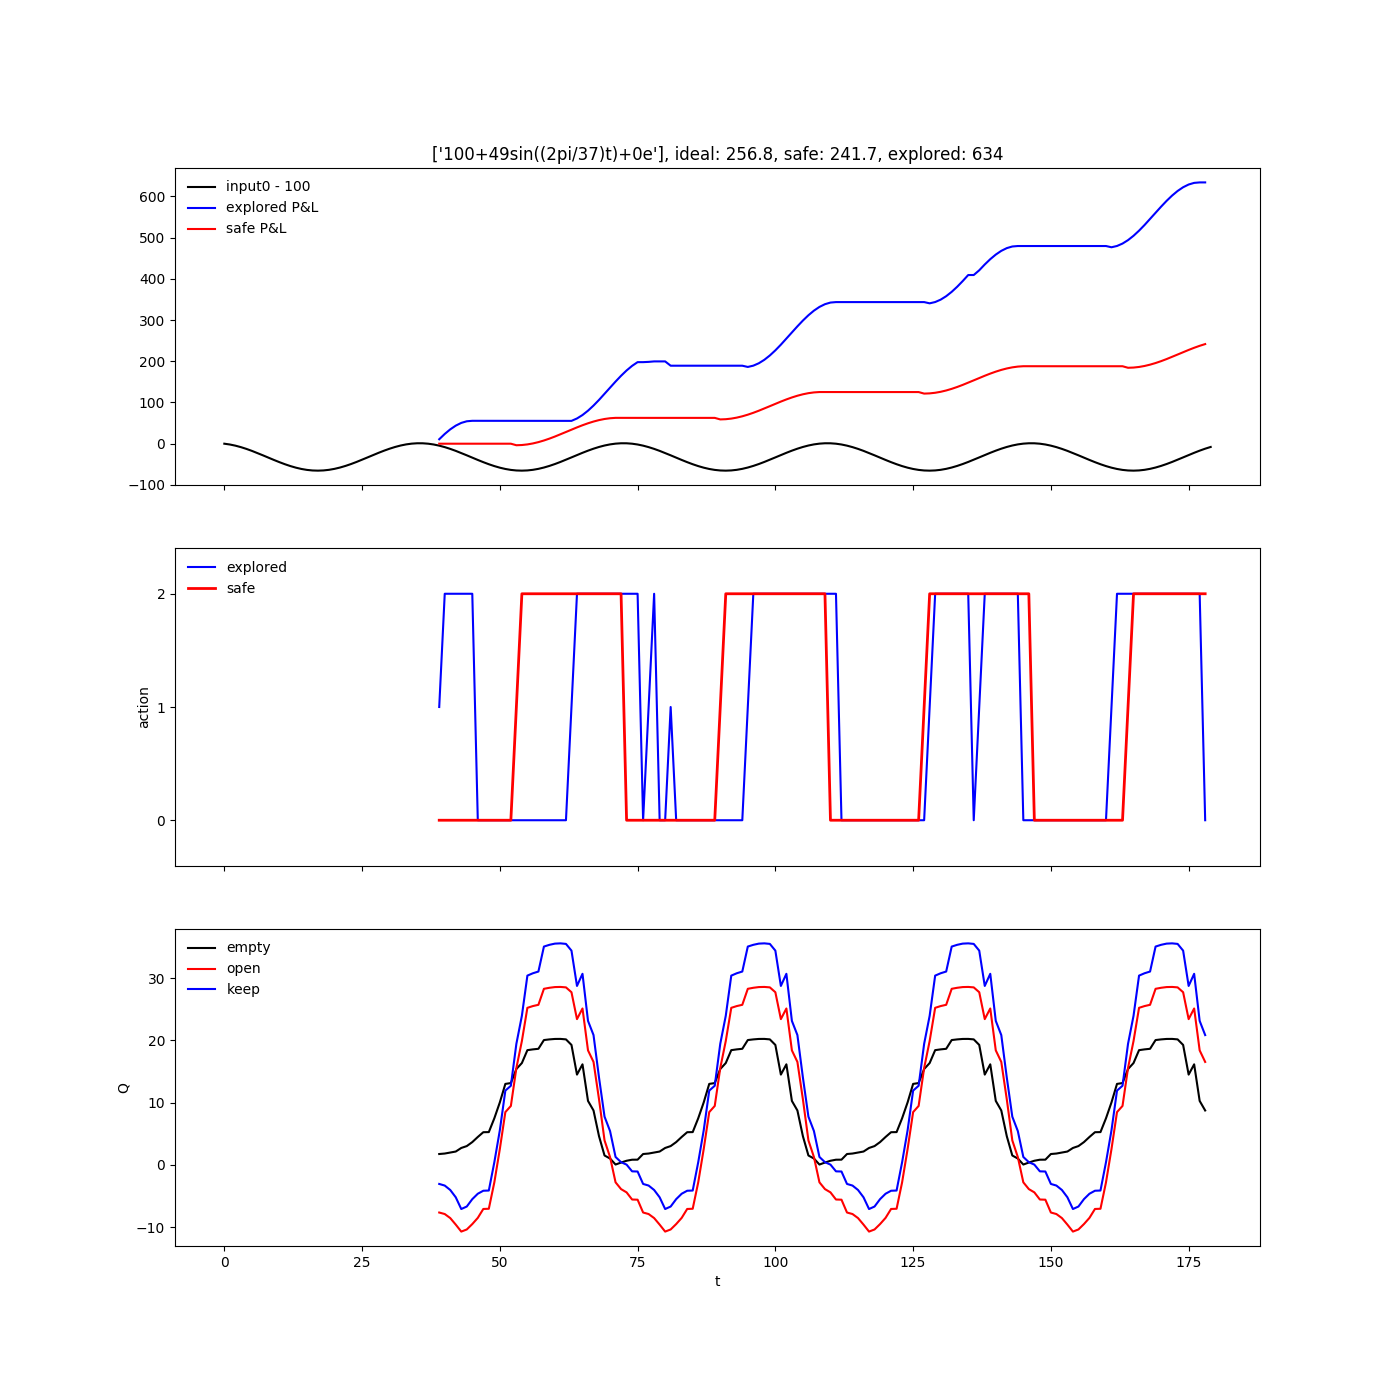 ['100+49sin((2pi/37)t)+0e'], ideal: 256.8, safe: 241.7, explored: 634
input0 - 100
explored P&L
safe P&L
600
500
400
300
200
100
0
−100
explored
safe
action
2
1
0
empty
open
keep
Q
30
20
10
0
−10
0 25 50 75 100 125 150 175
t